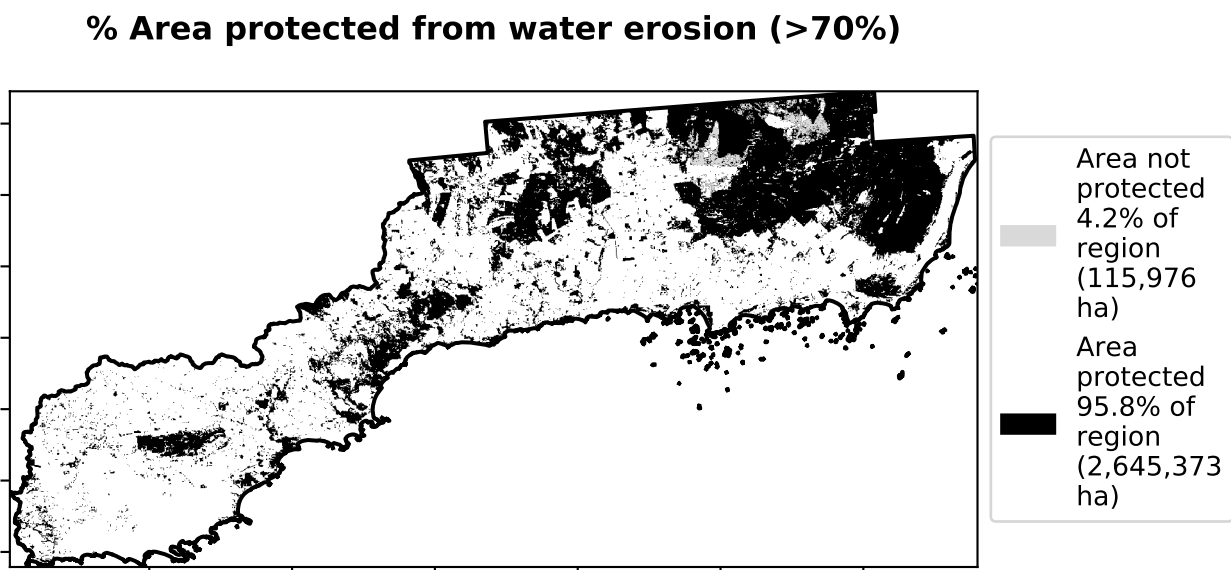 % Area protected from water erosion (>70%)
Area not
protected
4.2% of
region
(115,976
ha)
Area
protected
95.8% of
region
(2,645,373
ha)